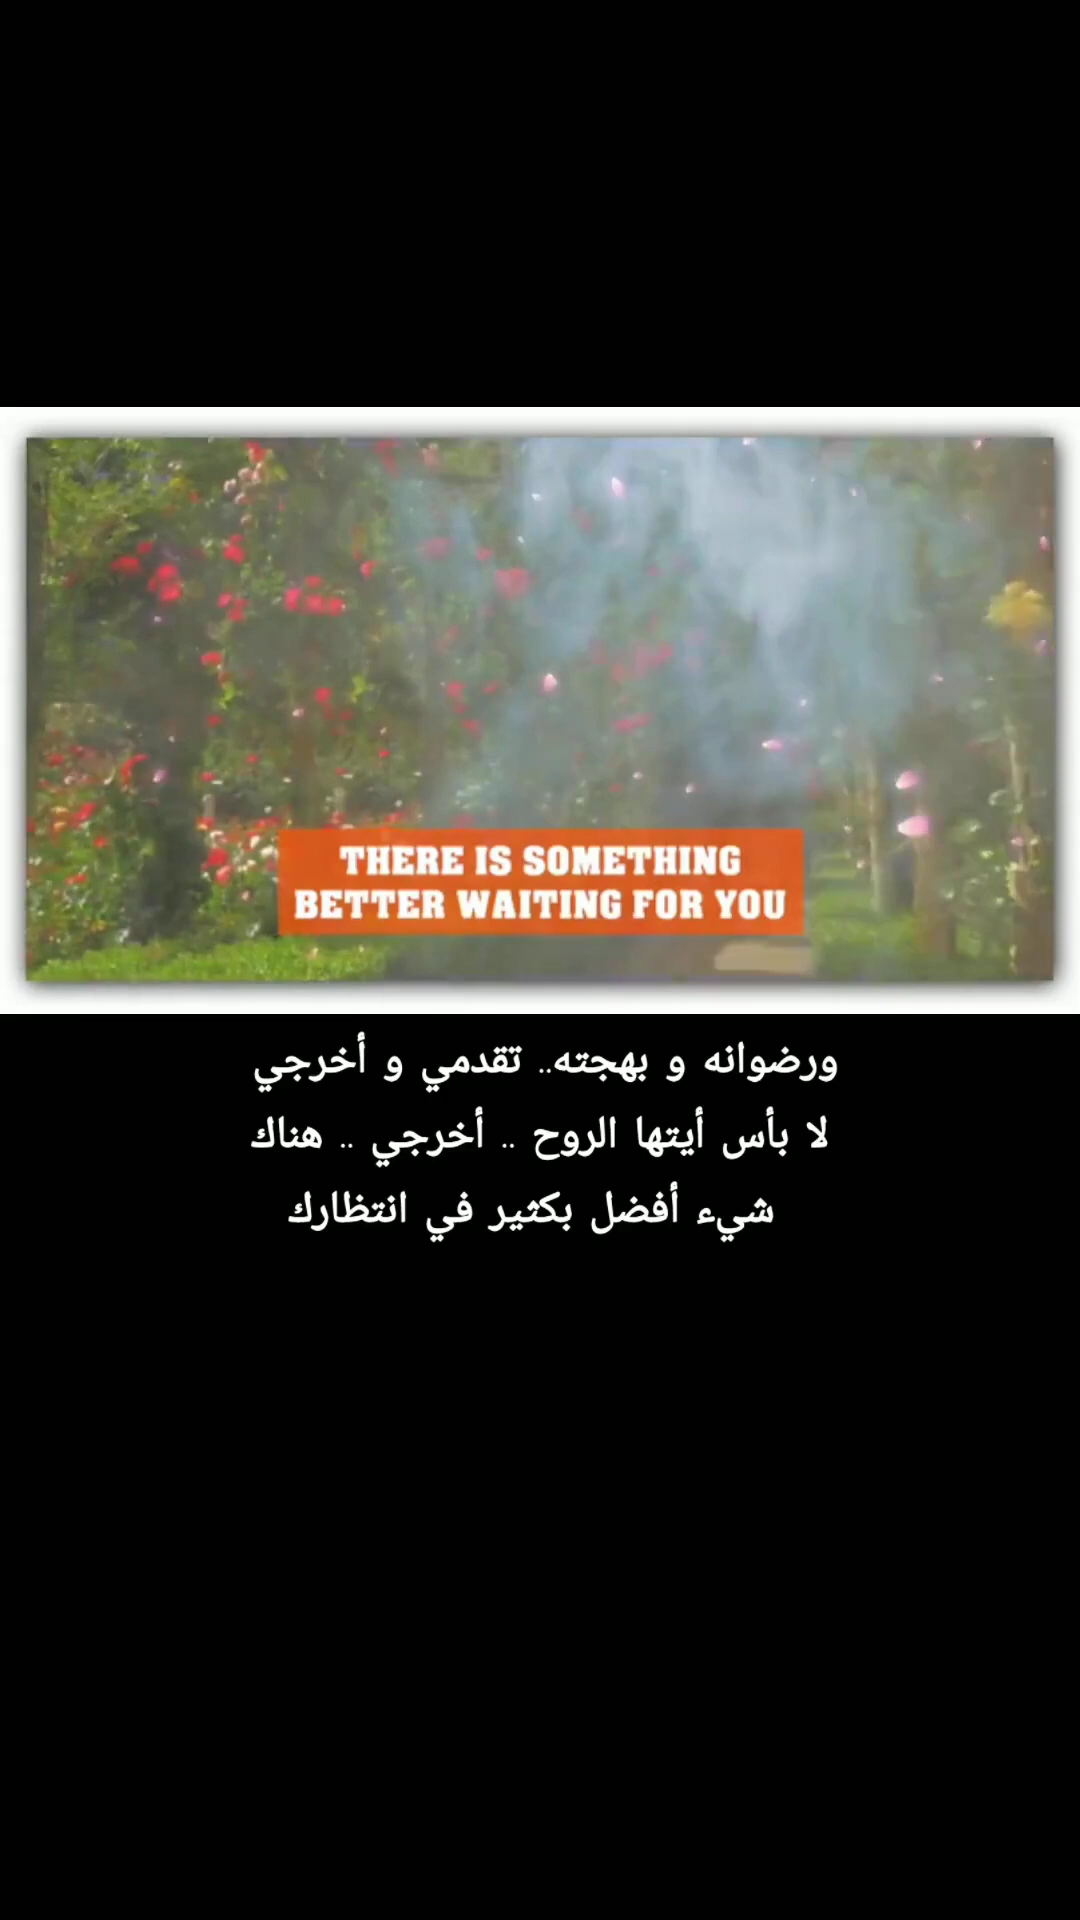 THERE IS SOMETHING
BETTER WAITING FOR YOU
ورضوانه و بهجته.. تقدمي و أخرجي
لا بأس أيتها الروح .. أخرجي .. هناك
شيء أفضل بكثير في انتظارك